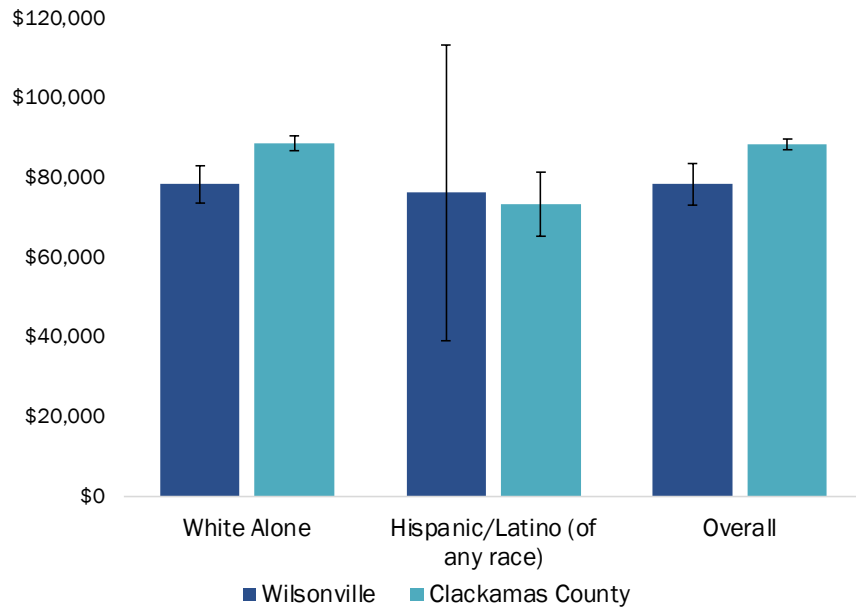 $120,000
$100,000
$80,000
$60,000
$40,000
$20,000
$0
White Alone
Hispanic/Latino (of
any race)
Overall
Wilsonville
Clackamas County